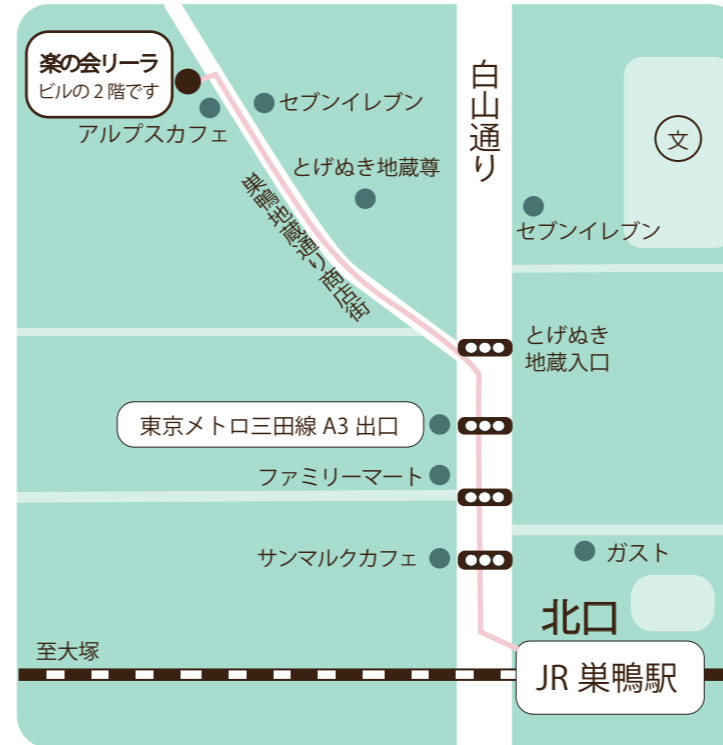 楽の会リーラ
ビルの2階です
アルプスカフェ
セブンイレブン
とげぬき地蔵尊
巣鴨地蔵通り商店街
白山通り
文
セブンイレブン
とげぬき
地蔵入口
東京メトロ三田線 A3 出口
ファミリーマート
サンマルクカフェ
ガスト
北口
至大塚
JR 巣鴨駅